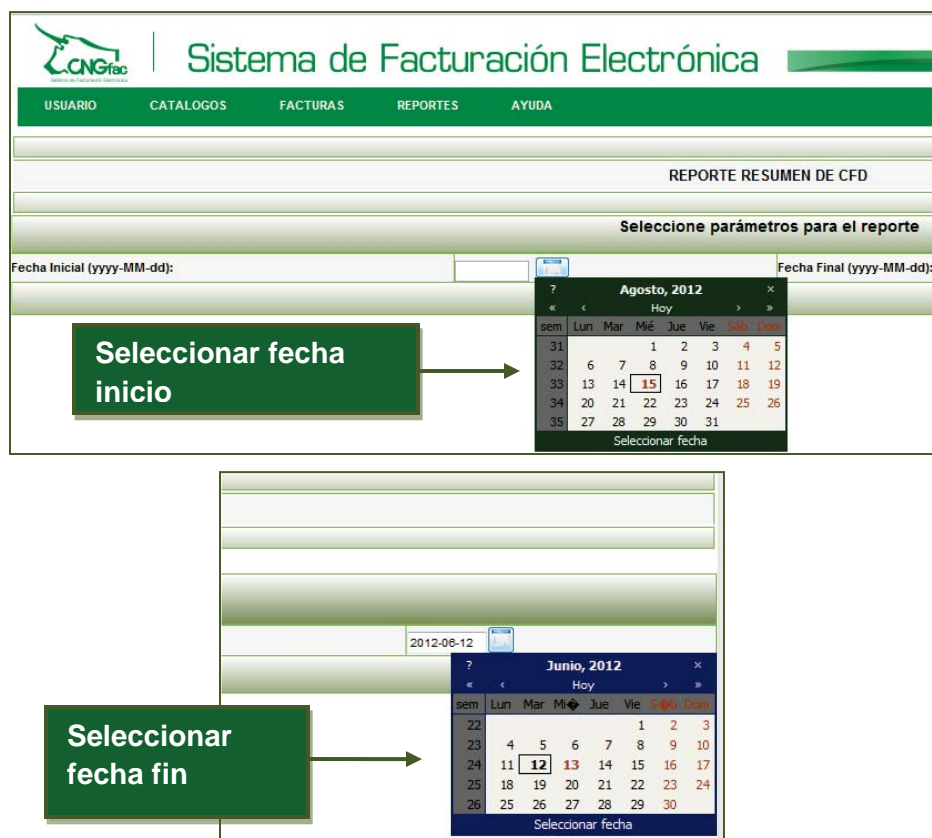 CNGfac
Sistema de Facturación Electrónica
USUARIO CATALOGOS FACTURAS REPORTES AYUDA
REPORTE RESUMEN DE CFD
Seleccione parámetros para el reporte
Fecha Inicial (yyyy-MM-dd): Fecha Final (yyyy-MM-dd):
? Agosto, 2012 ×
« ‹ Hoy › »
sem Lun Mar Mié Jue Vie Sáb Dom
31 1 2 3 4 5
32 6 7 8 9 10 11 12
33 13 14 15 16 17 18 19
34 20 21 22 23 24 25 26
35 27 28 29 30 31
Seleccionar fecha
Seleccionar fecha
inicio
2012-06-12
? Junio, 2012 ×
« ‹ Hoy › »
sem Lun Mar Mi� Jue Vie S�b Dom
22 1 2 3
23 4 5 6 7 8 9 10
24 11 12 13 14 15 16 17
25 18 19 20 21 22 23 24
26 25 26 27 28 29 30
Seleccionar fecha
Seleccionar
fecha fin